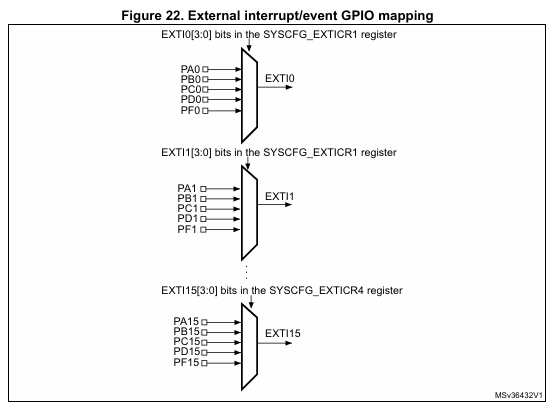 Figure 22. External interrupt/event GPIO mapping
EXTI0[3:0] bits in the SYSCFG_EXTICR1 register
PA0
PB0
PC0
PD0
PF0
EXTI0
EXTI1[3:0] bits in the SYSCFG_EXTICR1 register
PA1
PB1
PC1
PD1
PF1
EXTI1
EXTI15[3:0] bits in the SYSCFG_EXTICR4 register
PA15
PB15
PC15
PD15
PF15
EXTI15
MSv36432V1